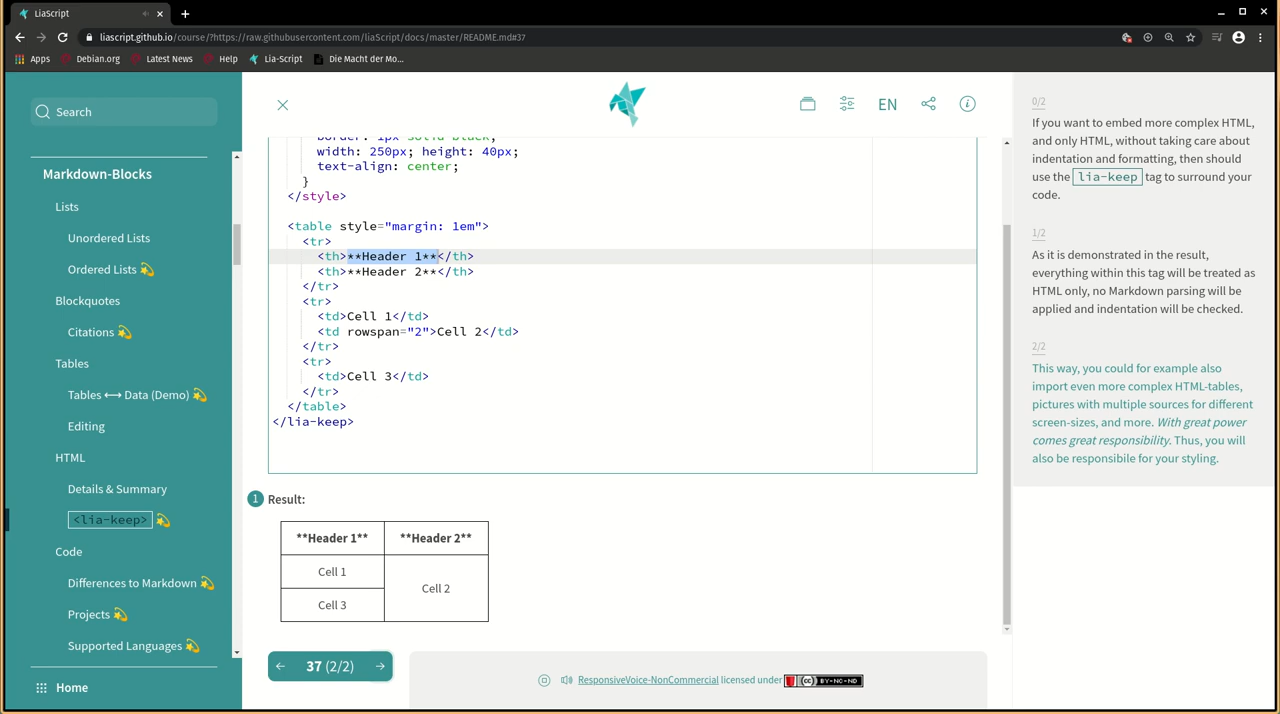 LiaScript
liascript.github.io/course/?https://raw.githubusercontent.com/liaScript/docs/master/README.md#37
Apps
Debian.org
Latest News
Help
Lia-Script
Die Macht der Mo...
Search
Markdown-Blocks
Lists
Unordered Lists
Ordered Lists
Blockquotes
Citations
Tables
Tables ⟷ Data (Demo)
Editing
HTML
Details & Summary
<lia-keep>
Code
Differences to Markdown
Projects
Supported Languages
Home
EN
border: 1px solid black;
width: 250px; height: 40px;
text-align: center;
}
</style>
<table style="margin: 1em">
<tr>
<th>**Header 1**</th>
<th>**Header 2**</th>
</tr>
<tr>
<td>Cell 1</td>
<td rowspan="2">Cell 2</td>
</tr>
<tr>
<td>Cell 3</td>
</tr>
</table>
</lia-keep>
1 Result:
**Header 1** **Header 2**
Cell 1
Cell 2
Cell 3
37 (2/2)
ResponsiveVoice-NonCommercial licensed under
cc BY-NC-ND
0/2
If you want to embed more complex HTML,
and only HTML, without taking care about
indentation and formatting, then should
use the lia-keep tag to surround your
code.
1/2
As it is demonstrated in the result,
everything within this tag will be treated as
HTML only, no Markdown parsing will be
applied and indentation will be checked.
2/2
This way, you could for example also
import even more complex HTML-tables,
pictures with multiple sources for different
screen-sizes, and more. With great power
comes great responsibility. Thus, you will
also be responsibile for your styling.